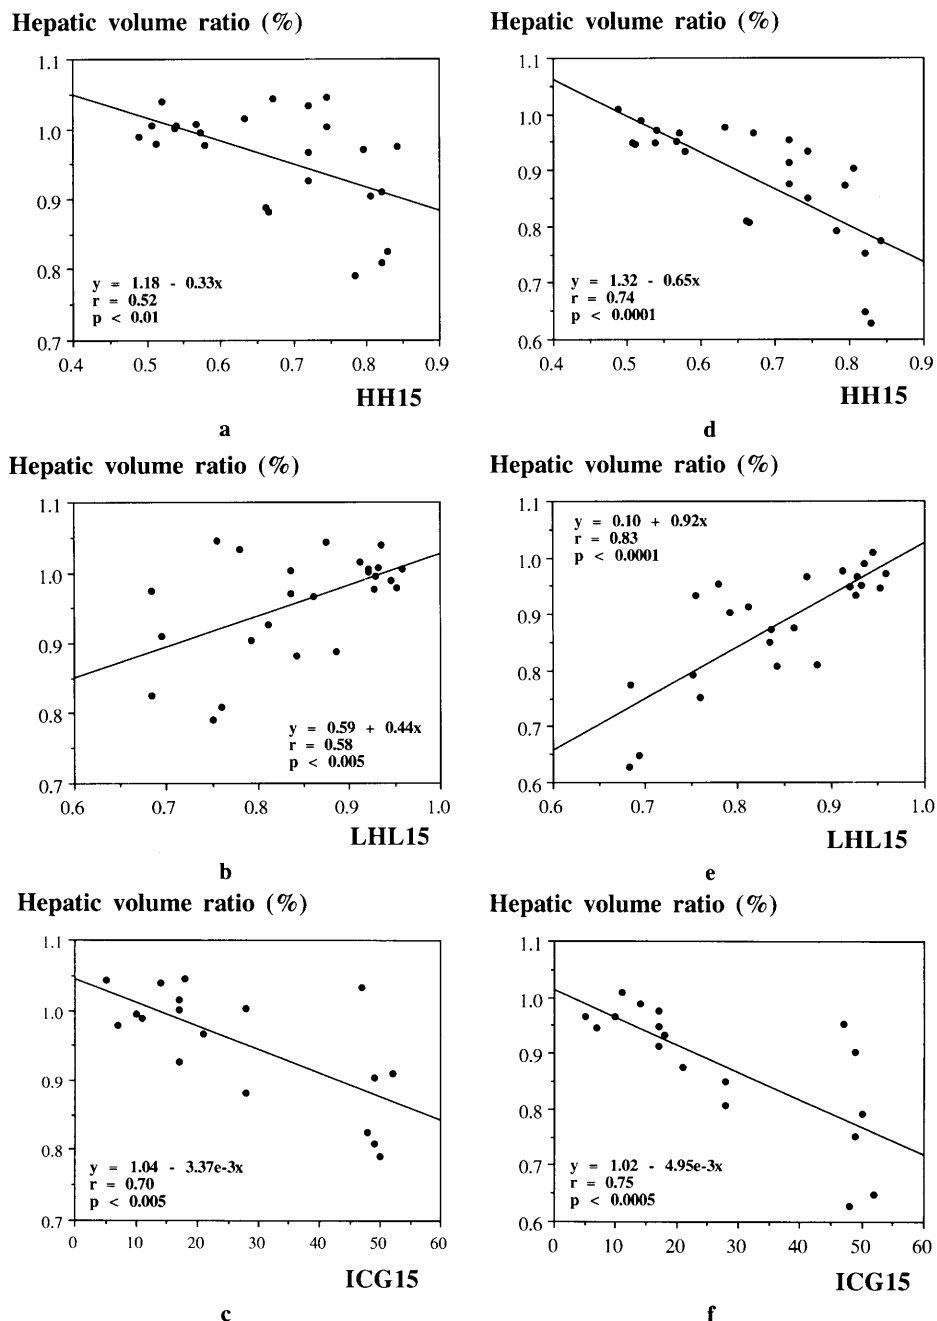 Hepatic volume ratio (%)
1.1
1.0
0.9
0.8
0.7
y = 1.18 - 0.33x
r = 0.52
p < 0.01
0.4 0.5 0.6 0.7 0.8 0.9
HH15
a
Hepatic volume ratio (%)
1.1
1.0
0.9
0.8
0.7
0.6
y = 1.32 - 0.65x
r = 0.74
p < 0.0001
0.4 0.5 0.6 0.7 0.8 0.9
HH15
d
Hepatic volume ratio (%)
1.1
1.0
0.9
0.8
0.7
y = 0.59 + 0.44x
r = 0.58
p < 0.005
0.6 0.7 0.8 0.9 1.0
LHL15
b
Hepatic volume ratio (%)
1.1
1.0
0.9
0.8
0.7
0.6
y = 0.10 + 0.92x
r = 0.83
p < 0.0001
0.6 0.7 0.8 0.9 1.0
LHL15
e
Hepatic volume ratio (%)
1.1
1.0
0.9
0.8
0.7
y = 1.04 - 3.37e-3x
r = 0.70
p < 0.005
0 10 20 30 40 50 60
ICG15
c
Hepatic volume ratio (%)
1.1
1.0
0.9
0.8
0.7
0.6
y = 1.02 - 4.95e-3x
r = 0.75
p < 0.0005
0 10 20 30 40 50 60
ICG15
f